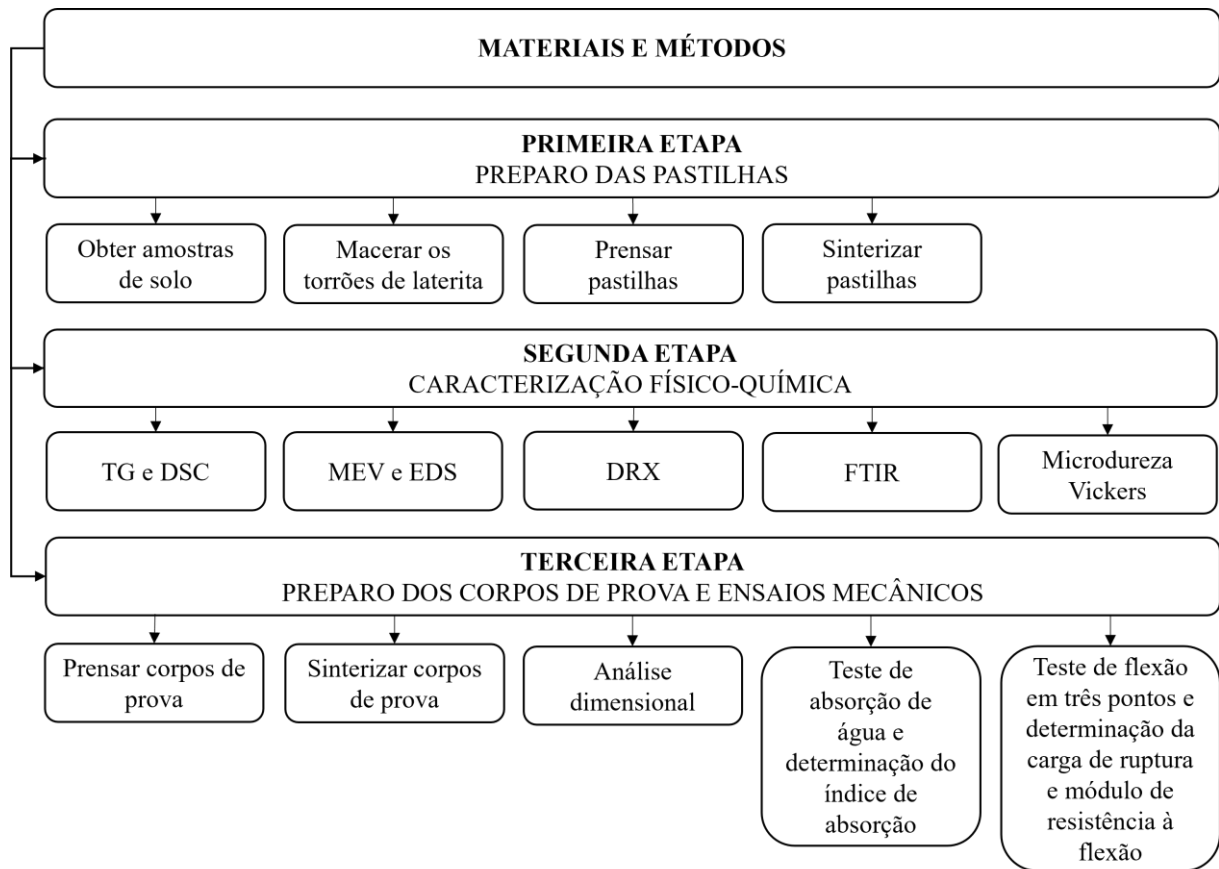 MATERIAIS E MÉTODOS
PRIMEIRA ETAPA
PREPARO DAS PASTILHAS
Obter amostras
de solo
Macerar os
torrões de laterita
Prensar
pastilhas
Sinterizar
pastilhas
SEGUNDA ETAPA
CARACTERIZAÇÃO FÍSICO-QUÍMICA
TG e DSC
MEV e EDS
DRX
FTIR
Microdureza
Vickers
TERCEIRA ETAPA
PREPARO DOS CORPOS DE PROVA E ENSAIOS MECÂNICOS
Prensar corpos de
prova
Sinterizar corpos
de prova
Análise
dimensional
Teste de
absorção de
água e
determinação do
índice de
absorção
Teste de flexão
em três pontos e
determinação da
carga de ruptura
e módulo de
resistência à
flexão